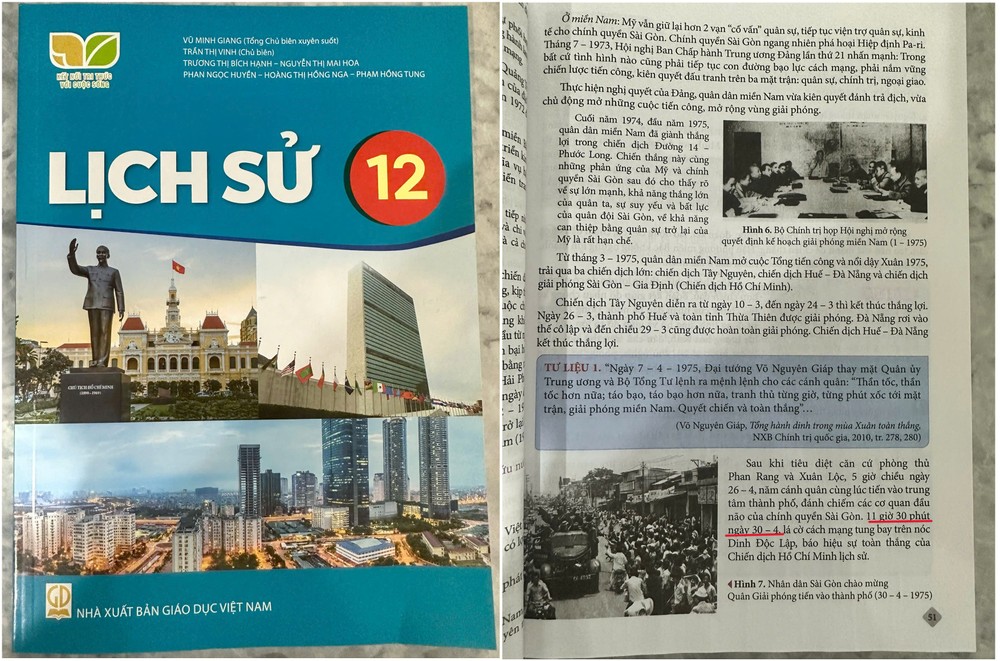 KẾT NỐI TRI THỨC
VỚI CUỘC SỐNG
VŨ MINH GIANG (Tổng Chủ biên xuyên suốt)
TRẦN THỊ VINH (Chủ biên)
TRƯƠNG THỊ BÍCH HẠNH – NGUYỄN THỊ MAI HOA
PHAN NGỌC HUYỀN – HOÀNG THỊ HỒNG NGA – PHẠM HỒNG TUNG
LỊCH SỬ 12
CHỦ TỊCH HỒ CHÍ MINH
(1890-1969)
NHÀ XUẤT BẢN GIÁO DỤC VIỆT NAM
Ở miền Nam: Mỹ vẫn giữ lại hơn 2 vạn “cố vấn” quân sự, tiếp tục viện trợ quân sự, kinh
tế cho chính quyền Sài Gòn. Chính quyền Sài Gòn ngang nhiên phá hoại Hiệp định Pa-ri.
Tháng 7 – 1973, Hội nghị Ban Chấp hành Trung ương Đảng lần thứ 21 nhấn mạnh: Trong
bất cứ tình hình nào cũng phải tiếp tục con đường bạo lực cách mạng, phải nắm vững
chiến lược tiến công, kiên quyết đấu tranh trên ba mặt trận: quân sự, chính trị, ngoại giao.
Thực hiện nghị quyết của Đảng, quân dân miền Nam vừa kiên quyết đánh trả địch, vừa
chủ động mở những cuộc tiến công, mở rộng vùng giải phóng.
Cuối năm 1974, đầu năm 1975,
quân dân miền Nam đã giành thắng
lợi trong chiến dịch Đường 14 –
Phước Long. Chiến thắng này cùng
những phản ứng của Mỹ và chính
quyền Sài Gòn sau đó cho thấy rõ
về sự lớn mạnh, khả năng thắng lớn
của quân ta, sự suy yếu và bất lực
của quân đội Sài Gòn, về khả năng
can thiệp bằng quân sự trở lại của
Mỹ là rất hạn chế.
Hình 6. Bộ Chính trị họp Hội nghị mở rộng
quyết định kế hoạch giải phóng miền Nam (1 – 1975)
Từ tháng 3 – 1975, quân dân miền Nam mở cuộc Tổng tiến công và nổi dậy Xuân 1975,
trải qua ba chiến dịch lớn: chiến dịch Tây Nguyên, chiến dịch Huế – Đà Nẵng và chiến dịch
giải phóng Sài Gòn – Gia Định (Chiến dịch Hồ Chí Minh).
Chiến dịch Tây Nguyên diễn ra từ ngày 10 – 3, đến ngày 24 – 3 thì kết thúc thắng lợi.
Ngày 26 – 3, thành phố Huế và toàn tỉnh Thừa Thiên được giải phóng. Đà Nẵng rơi vào
thế cô lập và đến chiều 29 – 3 cũng được hoàn toàn giải phóng. Chiến dịch Huế – Đà Nẵng
kết thúc thắng lợi.
TƯ LIỆU 1. “Ngày 7 – 4 – 1975, Đại tướng Võ Nguyên Giáp thay mặt Quân ủy
Trung ương và Bộ Tổng Tư lệnh ra mệnh lệnh cho các cánh quân: “Thần tốc, thần
tốc hơn nữa; táo bạo, táo bạo hơn nữa, tranh thủ từng giờ, từng phút xốc tới mặt
trận, giải phóng miền Nam. Quyết chiến và toàn thắng”...
(Võ Nguyên Giáp, Tổng hành dinh trong mùa Xuân toàn thắng,
NXB Chính trị quốc gia, 2010, tr. 278, 280)
Sau khi tiêu diệt căn cứ phòng thủ
Phan Rang và Xuân Lộc, 5 giờ chiều ngày
26 – 4, năm cánh quân cùng lúc tiến vào trung
tâm thành phố, đánh chiếm các cơ quan đầu
não của chính quyền Sài Gòn. 11 giờ 30 phút
ngày 30 – 4, lá cờ cách mạng tung bay trên nóc
Dinh Độc Lập, báo hiệu sự toàn thắng của
Chiến dịch Hồ Chí Minh lịch sử.
Hình 7. Nhân dân Sài Gòn chào mừng
Quân Giải phóng tiến vào thành phố (30 – 4 – 1975)
51